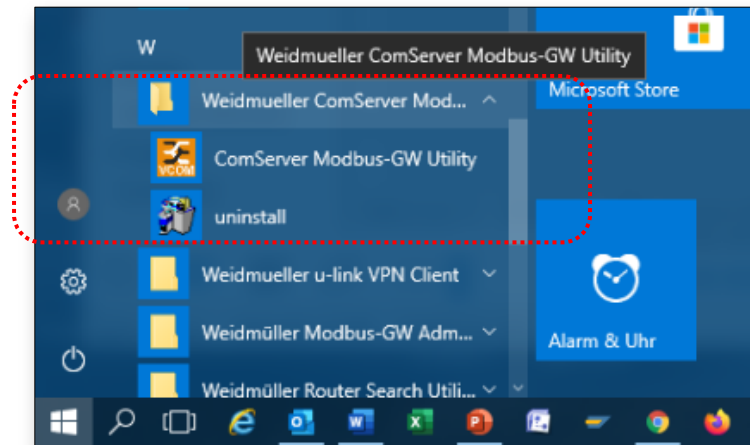 W
Weidmueller ComServer Modbus-GW Utility
Weidmueller ComServer Mod...
Microsoft Store
VCOM
ComServer Modbus-GW Utility
uninstall
Weidmueller u-link VPN Client
Weidmüller Modbus-GW Adm...
Alarm & Uhr
Weidmüller Router Search Utili...